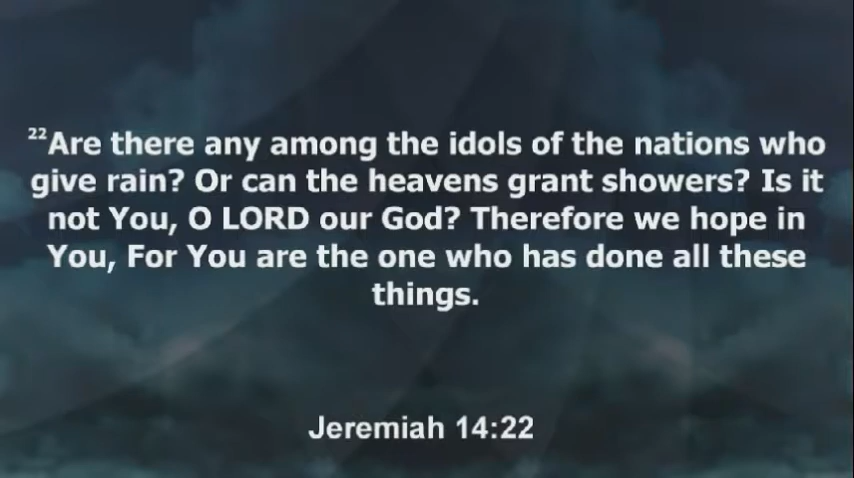 ²²Are there any among the idols of the nations who
give rain? Or can the heavens grant showers? Is it
not You, O LORD our God? Therefore we hope in
You, For You are the one who has done all these
things.
Jeremiah 14:22